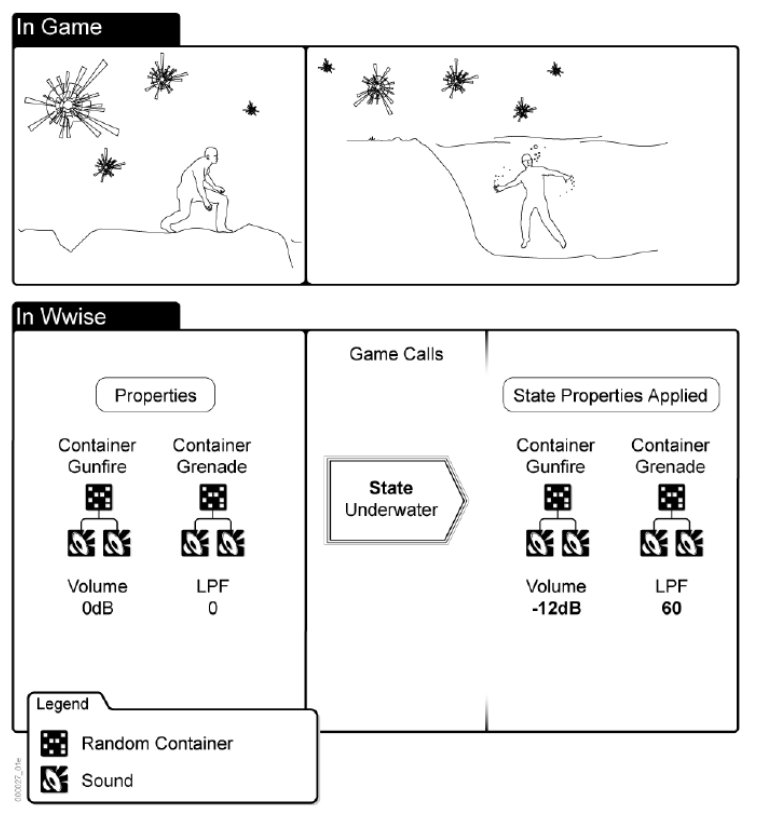 In Game
In Wwise
Properties
Container
Gunfire
Container
Grenade
Volume
0dB
LPF
0
Game Calls
State
Underwater
State Properties Applied
Container
Gunfire
Container
Grenade
Volume
-12dB
LPF
60
Legend
Random Container
Sound
000027_01e